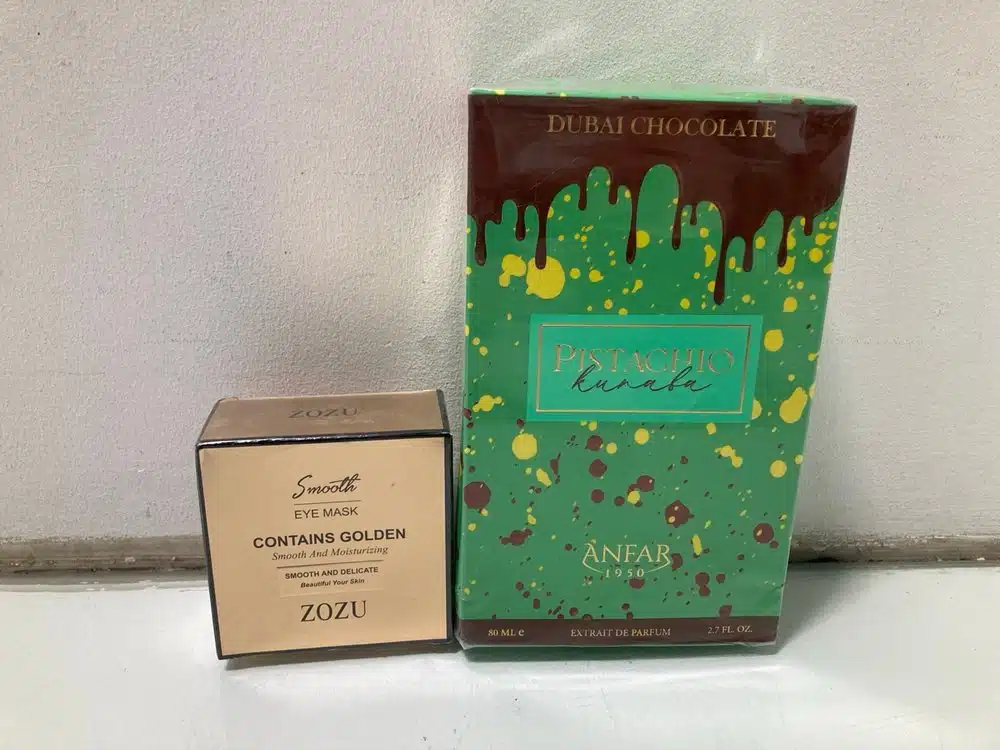 ZOZU
Smooth
EYE MASK
CONTAINS GOLDEN
Smooth And Moisturizing
SMOOTH AND DELICATE
Beautiful Your Skin
ZOZU
DUBAI CHOCOLATE
PISTACHIO
kunaba
ANFAR
1950
80 ML e
EXTRAIT DE PARFUM
2.7 FL. OZ.